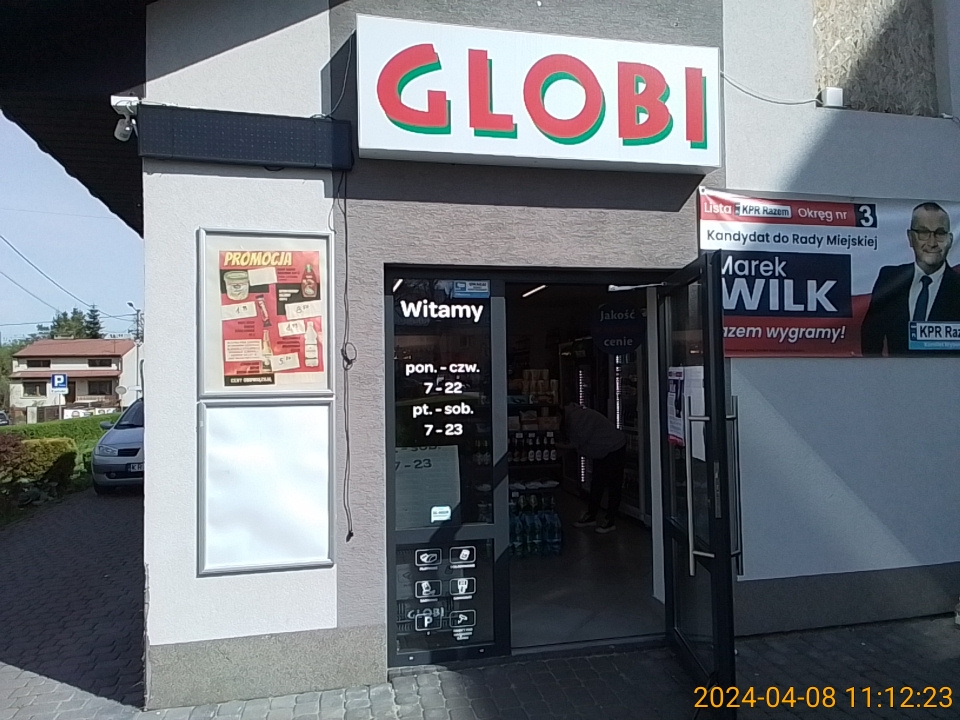 GLOBI
Lista KPR Razem Okręg nr 3
Kandydat do Rady Miejskiej
Marek
WILK
azem wygramy!
KPR Raz
PROMOCJA
Witamy
pon. - czw.
7 - 22
pt. - sob.
7 - 23
7 - 23
Jakość
cenie
P
GLOBI
P
2024-04-08 11:12:23